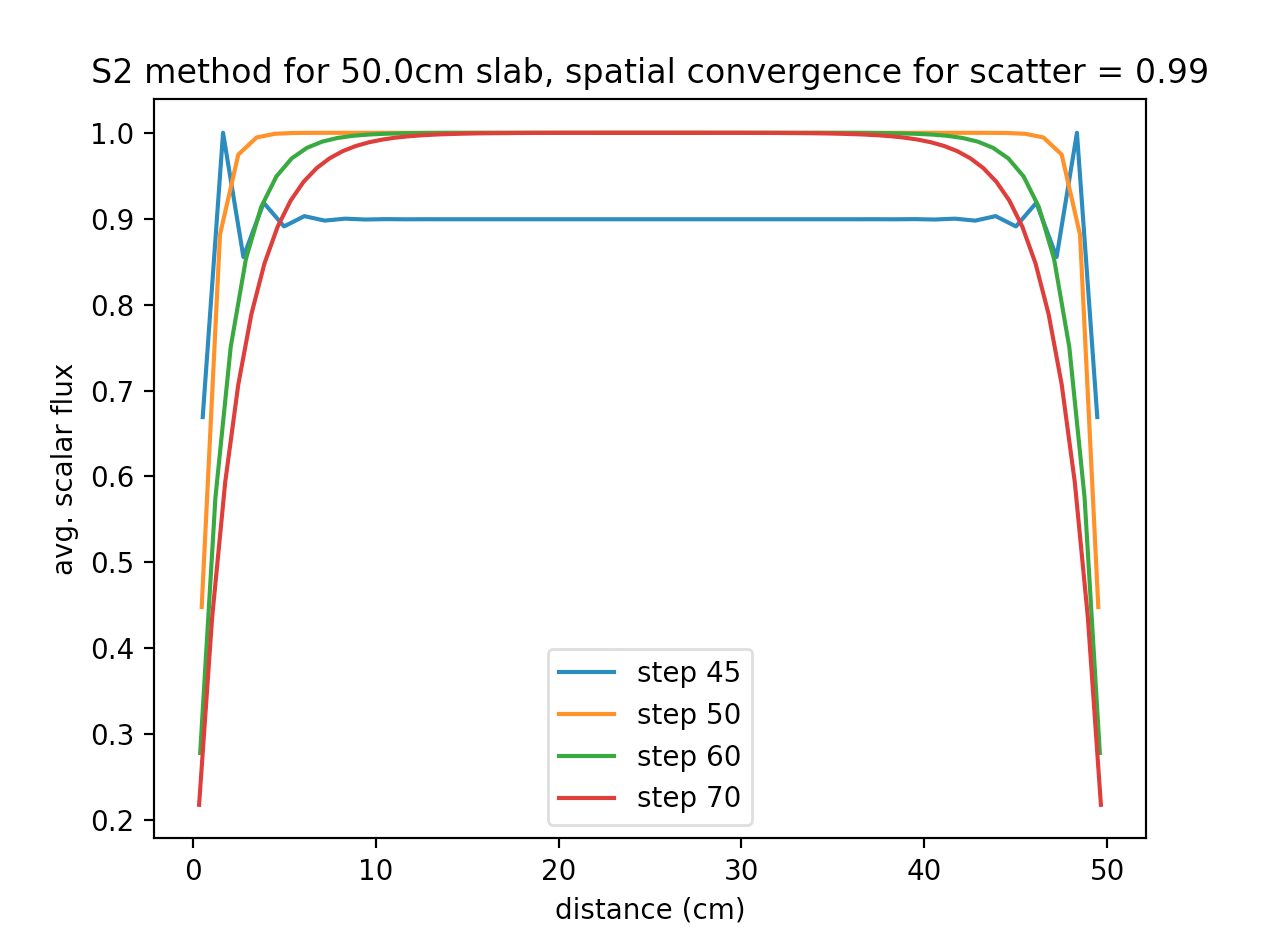 S2 method for 50.0cm slab, spatial convergence for scatter = 0.99
1.0
0.9
0.8
0.7
0.6
0.5
0.4
0.3
0.2
avg. scalar flux
step 45
step 50
step 60
step 70
0 10 20 30 40 50
distance (cm)